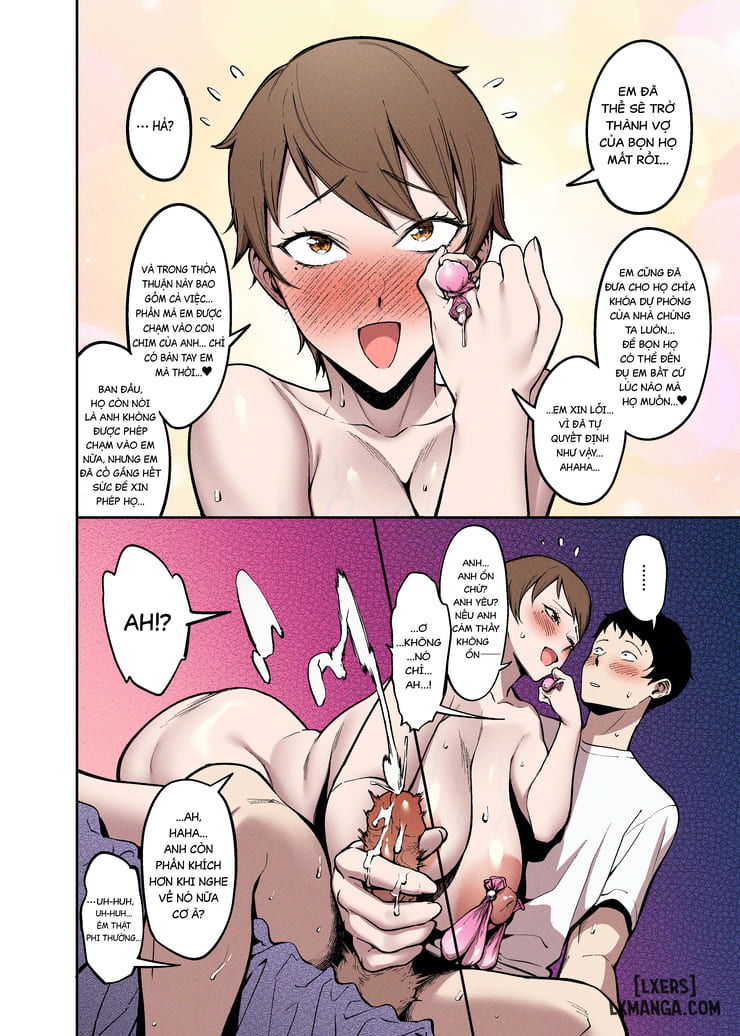 EM ĐÃ
THỀ SẼ TRỞ
THÀNH VỢ
CỦA BỌN HỌ
MẤT RỒI...
... HẢ?
EM CŨNG ĐÃ
ĐƯA CHO HỌ CHÌA
KHÓA DỰ PHÒNG
CỦA NHÀ CHÚNG
TA LUÔN...
ĐỂ BỌN HỌ
CÓ THỂ ĐẾN
ĐỤ EM BẤT CỨ
LÚC NÀO MÀ
HỌ MUỐN...♥
...EM XIN LỖI...
VÌ ĐÃ TỰ
QUYẾT ĐỊNH
NHƯ VẬY...
AHAHA...
VÀ TRONG THỎA
THUẬN NÀY BAO
GỒM CẢ VIỆC...
PHẦN MÀ EM ĐƯỢC
CHẠM VÀO CON
CHIM CỦA ANH... CHỈ
CÓ BÀN TAY EM
MÀ THÔI...♥
BAN ĐẦU,
HỌ CÒN NÓI
LÀ ANH KHÔNG
ĐƯỢC PHÉP
CHẠM VÀO EM
NỮA, NHƯNG EM
ĐÃ CỐ GẮNG HẾT
SỨC ĐỂ XIN
PHÉP HỌ...
.......
ANH...
ANH ỔN
CHỨ?
ANH YÊU?
NẾU ANH
CẢM THẤY
KHÔNG
ỔN——
...Ơ
...KHÔNG
...NÓ
CHỈ...
AH...!
AH!?
...AH,
HAHA...
ANH CÒN
PHẤN KHÍCH
HƠN KHI NGHE
VỀ NÓ NỮA
CƠ À?
...UH-HUH,
UH-HUH...
ÊM THẬT
PHI THƯỜNG...
[LXERS]
LXMANGA.COM